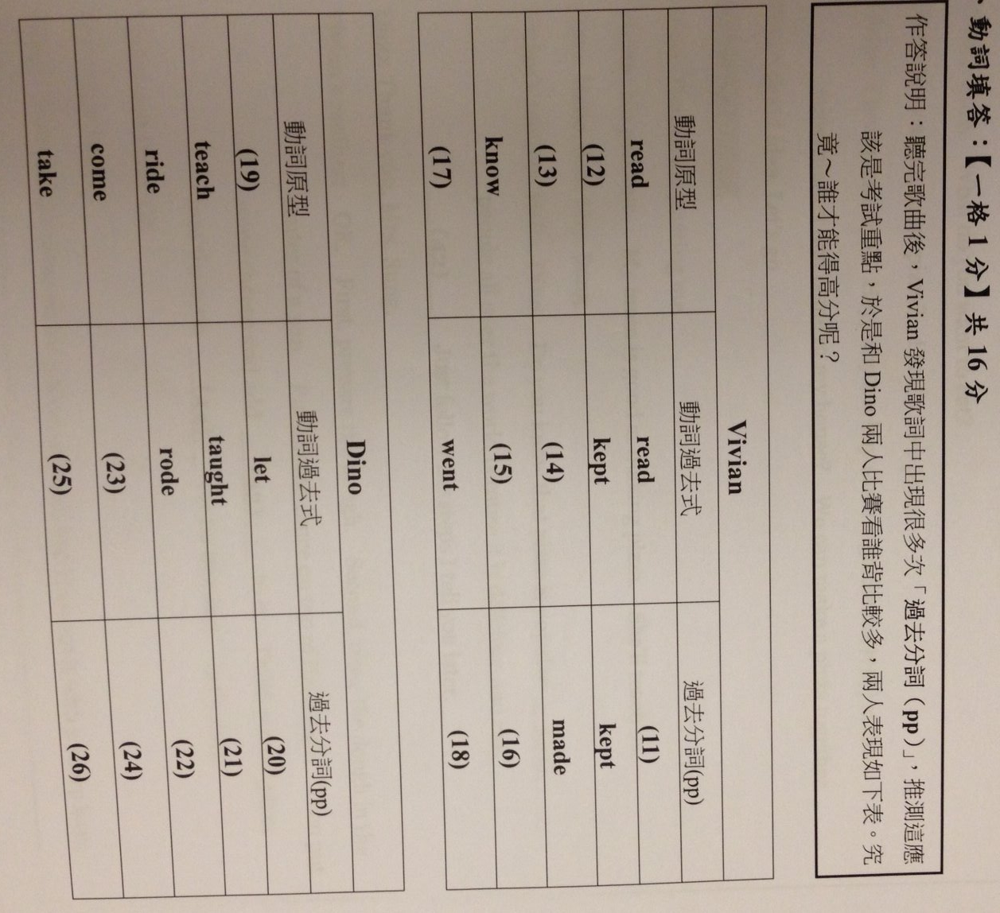 、動詞填答：【一格 1 分】共 16 分
作答說明：聽完歌曲後，Vivian 發現歌詞中出現很多次「過去分詞（pp）」，推測這應
該是考試重點，於是和 Dino 兩人比賽看誰背比較多，兩人表現如下表。究
竟～誰才能得高分呢？
Vivian
動詞原型 動詞過去式 過去分詞(pp)
read read (11)
(12) kept kept
(13) (14) made
know (15) (16)
(17) went (18)
Dino
動詞原型 動詞過去式 過去分詞(pp)
(19) let (20)
teach taught (21)
ride rode (22)
come (23) (24)
take (25) (26)